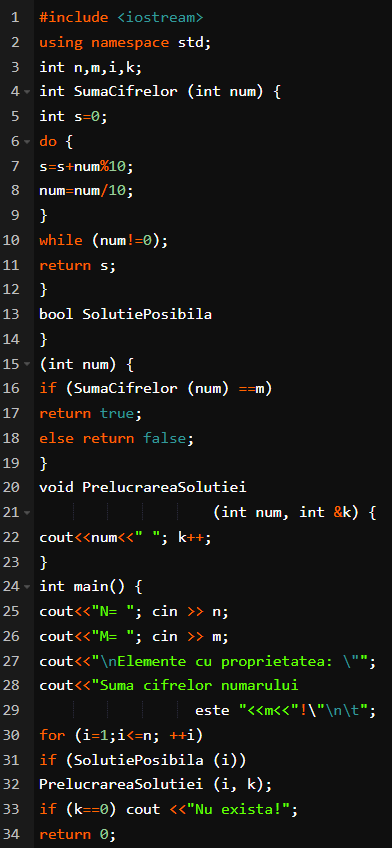 1 #include <iostream>
2 using namespace std;
3 int n,m,i,k;
4 int SumaCifrelor (int num) {
5 int s=0;
6 do {
7 s=s+num%10;
8 num=num/10;
9 }
10 while (num!=0);
11 return s;
12 }
13 bool SolutiePosibila
14 }
15 (int num) {
16 if (SumaCifrelor (num) ==m)
17 return true;
18 else return false;
19 }
20 void PrelucrareaSolutiei
21 (int num, int &k) {
22 cout<<num<<" "; k++;
23 }
24 int main() {
25 cout<<"N= "; cin >> n;
26 cout<<"M= "; cin >> m;
27 cout<<"\nElemente cu proprietatea: \"";
28 cout<<"Suma cifrelor numarului
29 este "<<m<<"!\"\n\t";
30 for (i=1;i<=n; ++i)
31 if (SolutiePosibila (i))
32 PrelucrareaSolutiei (i, k);
33 if (k==0) cout <<"Nu exista!";
34 return 0;